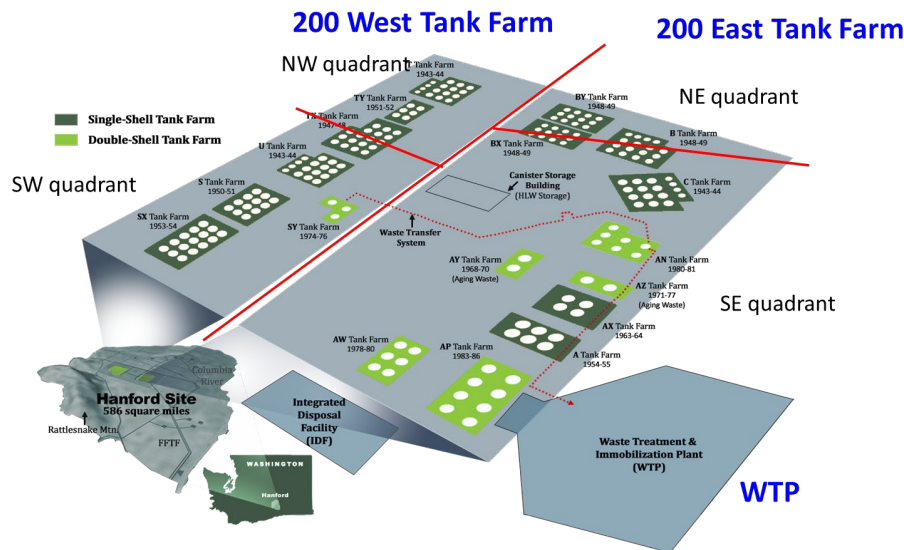 200 West Tank Farm
200 East Tank Farm
NW quadrant
NE quadrant
SW quadrant
SE quadrant
Single-Shell Tank Farm
Double-Shell Tank Farm
Tank Farm
1943-44
TY Tank Farm
1951-52
TX Tank Farm
1947-48
U Tank Farm
1943-44
S Tank Farm
1950-51
SX Tank Farm
1953-54
SY Tank Farm
1974-76
BY Tank Farm
1948-49
BX Tank Farm
1948-49
B Tank Farm
1948-49
C Tank Farm
1943-44
Canister Storage
Building
(HLW Storage)
Waste Transfer
System
AY Tank Farm
1968-70
(Aging Waste)
AN Tank Farm
1980-81
AZ Tank Farm
1971-77
(Aging Waste)
AX Tank Farm
1963-64
A Tank Farm
1954-55
AW Tank Farm
1978-80
AP Tank Farm
1983-86
Columbia
River
Hanford Site
586 square miles
Rattlesnake Mtn.
FFTF
WASHINGTON
Hanford
Integrated
Disposal
Facility
(IDF)
Waste Treatment &
Immobilization Plant
(WTP)
WTP